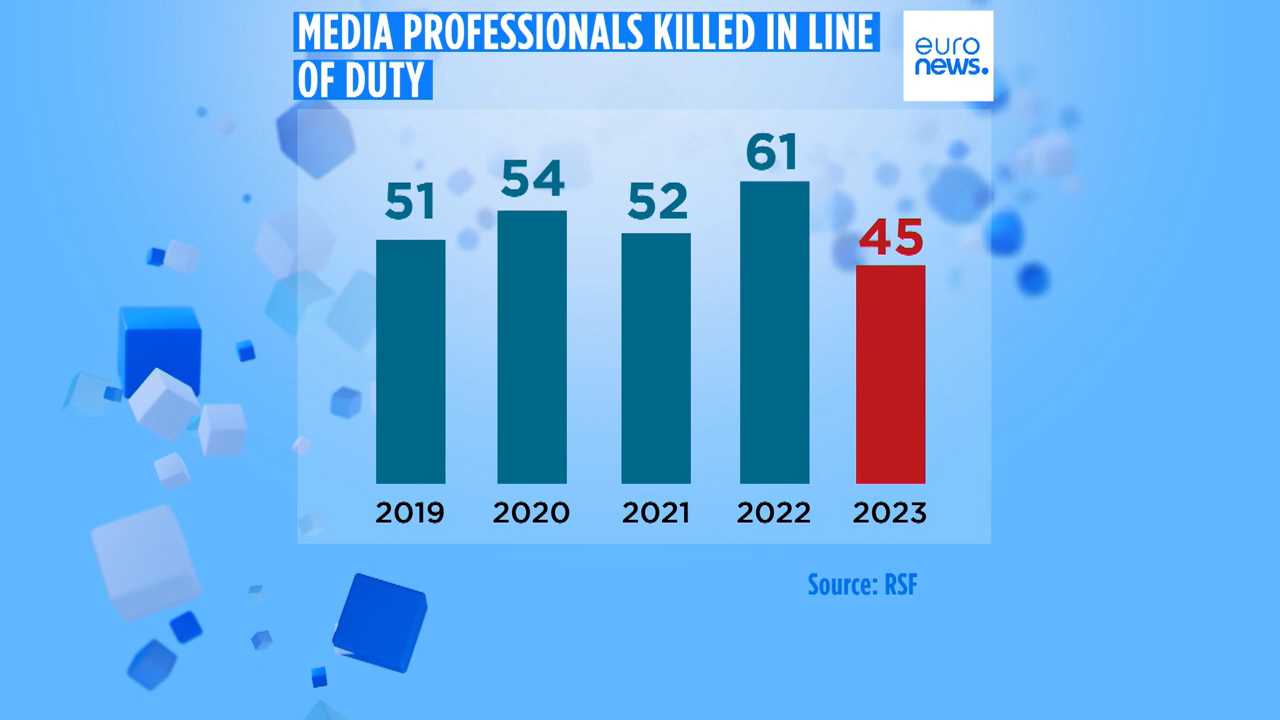 MEDIA PROFESSIONALS KILLED IN LINE
OF DUTY
euro
news.
51
54
52
61
45
2019
2020
2021
2022
2023
Source: RSF